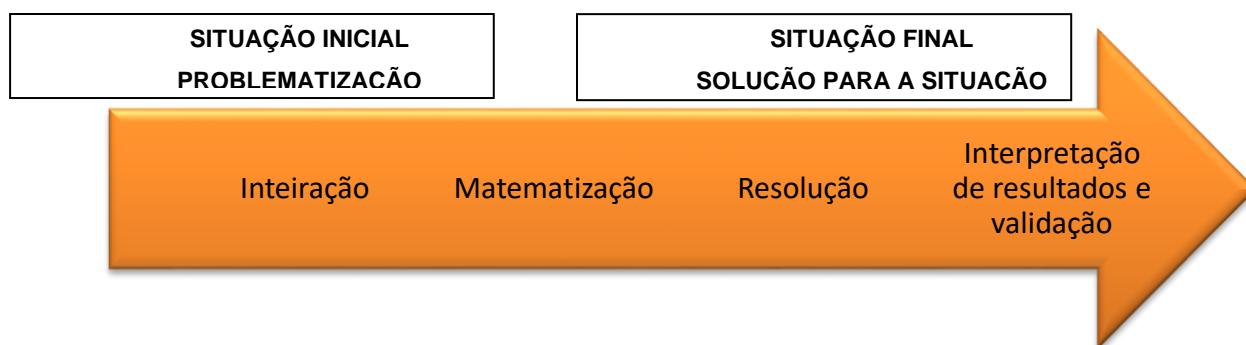 SITUAÇÃO INICIAL
PROBLEMATIZAÇÃO
SITUAÇÃO FINAL
SOLUÇÃO PARA A SITUAÇÃO
Inteiração
Matematização
Resolução
Interpretação
de resultados e
validação